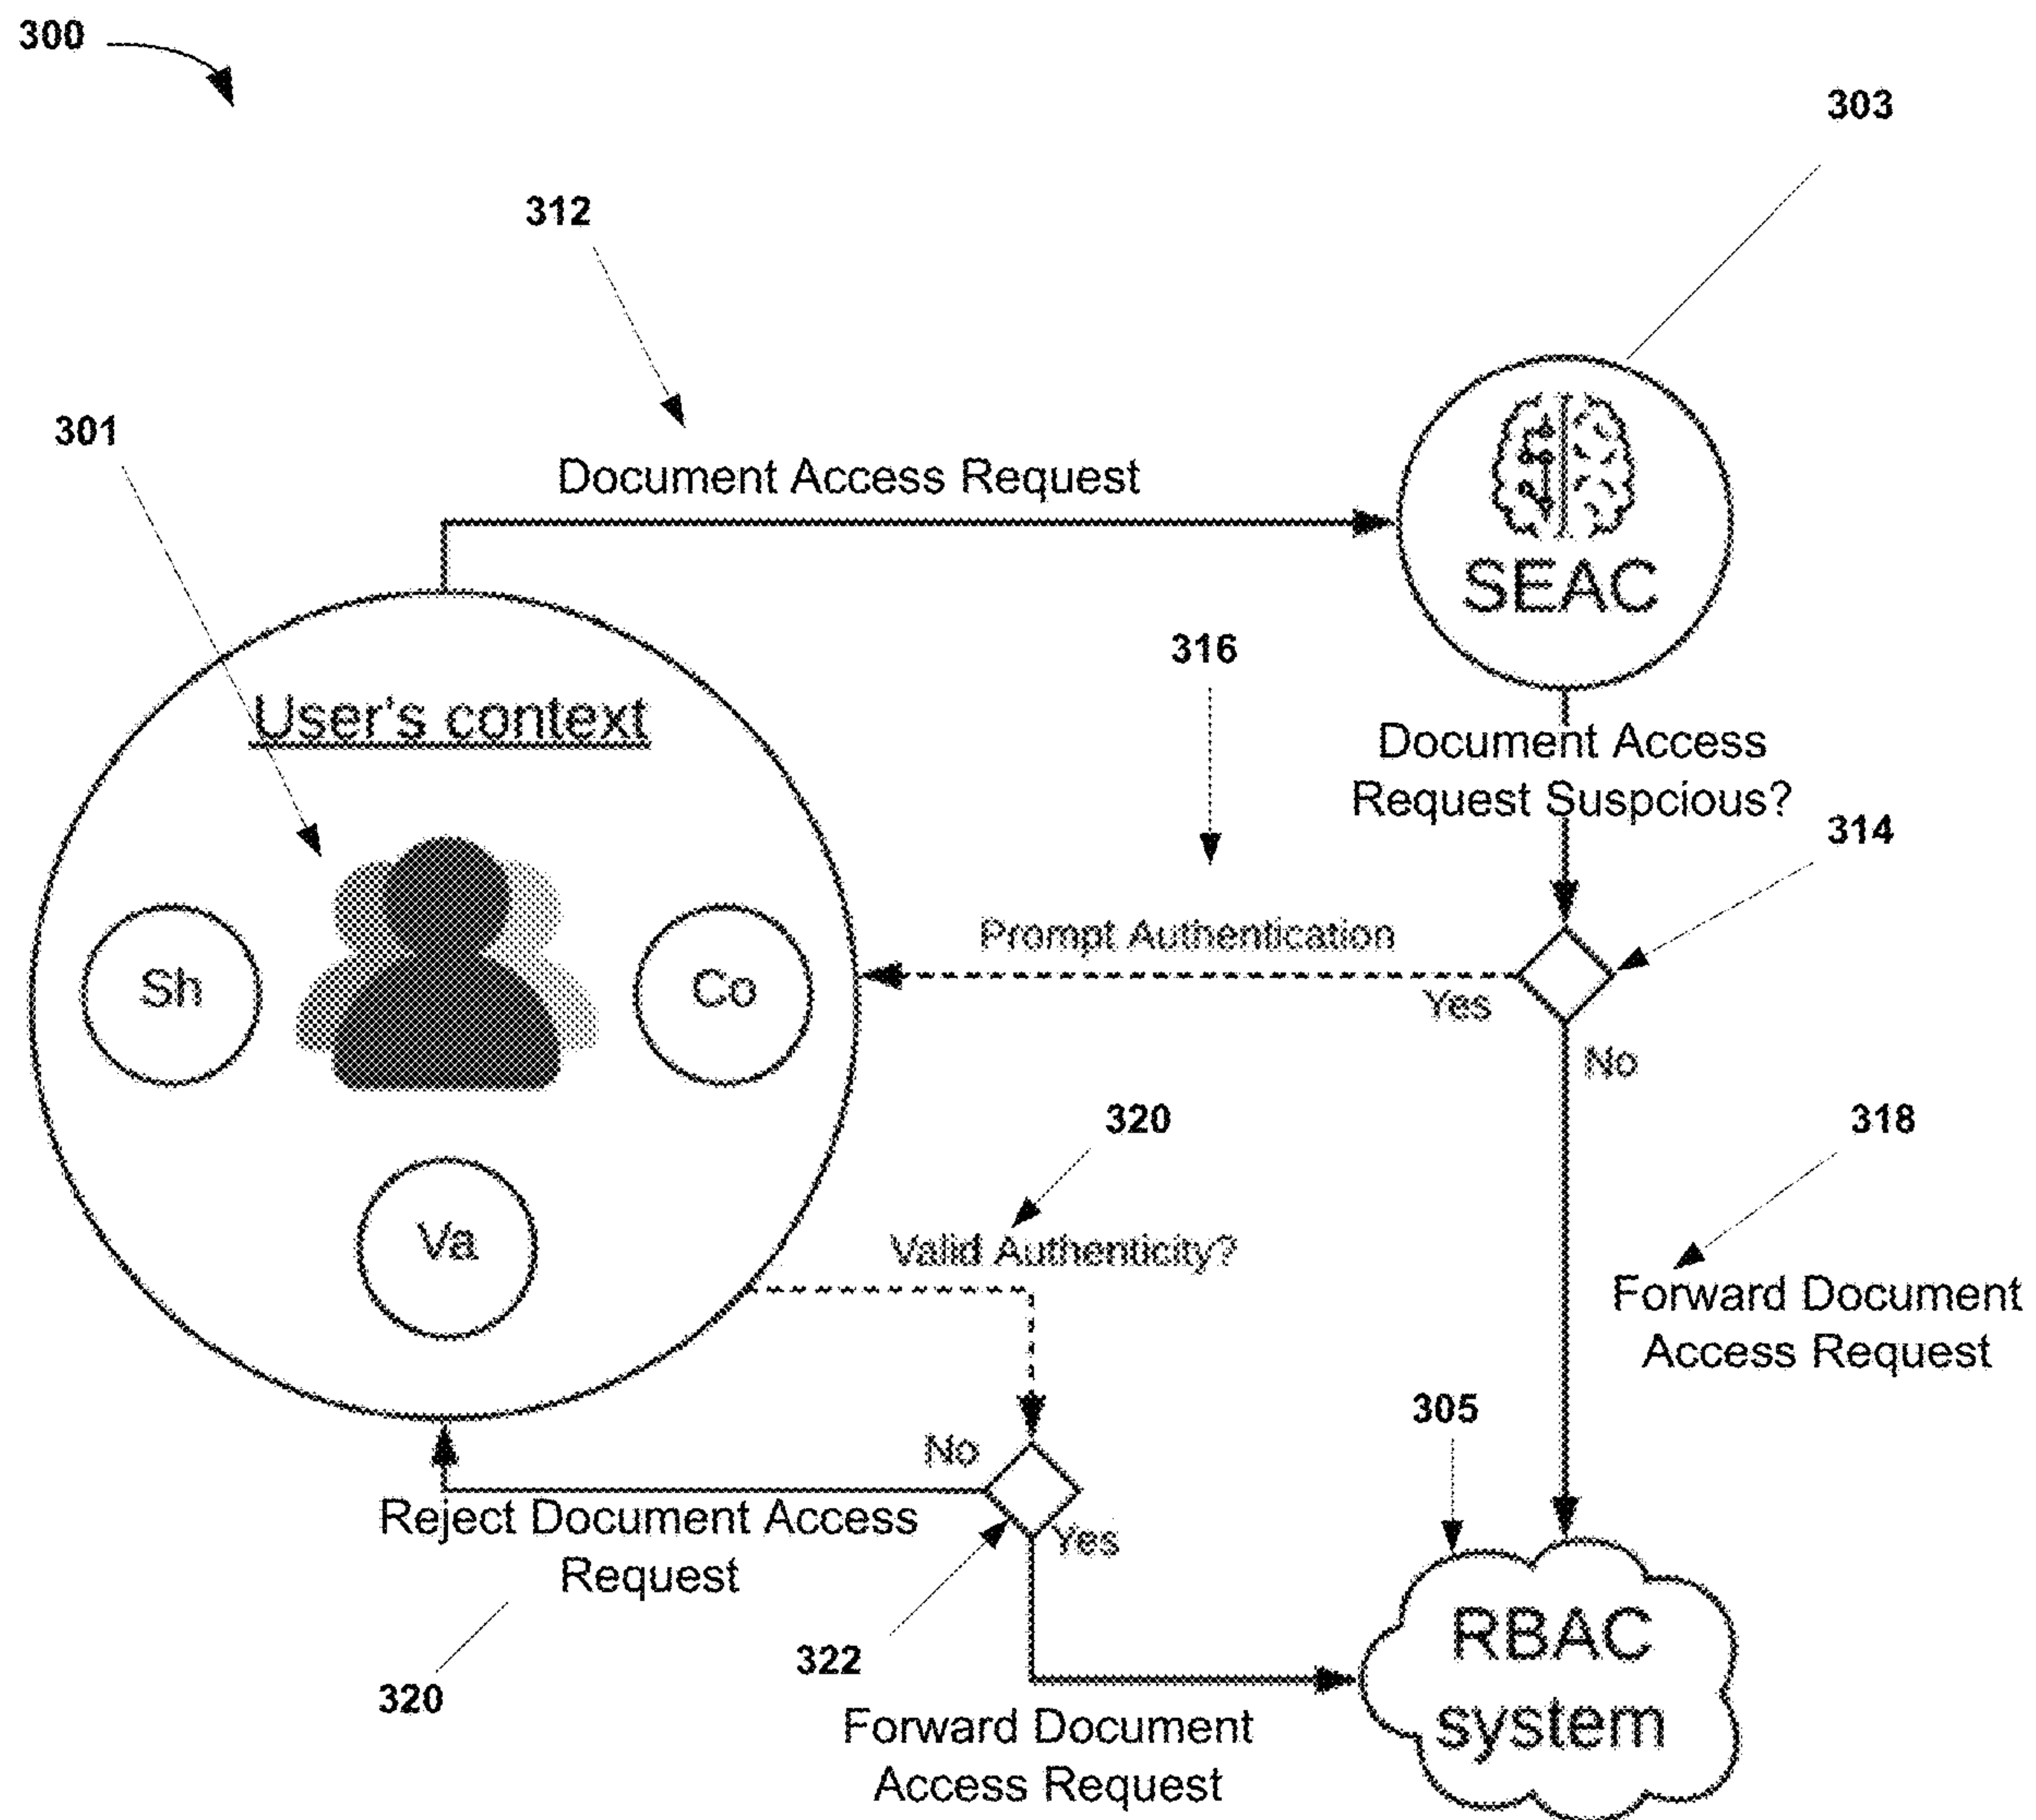 300
303
312
301
Document Access Request
SEAC
316
User's context
Document Access
Request Suspcious?
314
Prompt Authentication
Yes
Sh
Co
No
320
318
Va
Valid Authenticity?
Forward Document
Access Request
305
No
Reject Document Access
Request
Yes
322
320
RBAC
system
Forward Document
Access Request